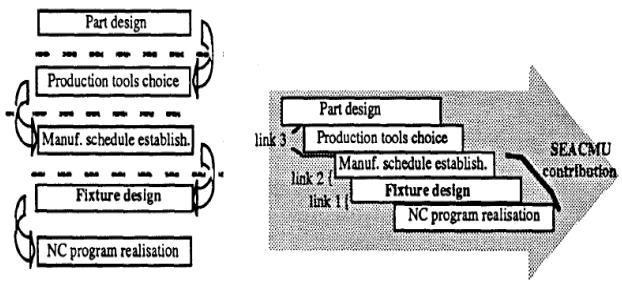 Part design
Production tools choice
Manuf. schedule establish.
Fixture design
NC program realisation
Part design
link 3
Production tools choice
Manuf. schedule establish.
link 2
Fixture design
link 1
NC program realisation
SEACMU
contribution